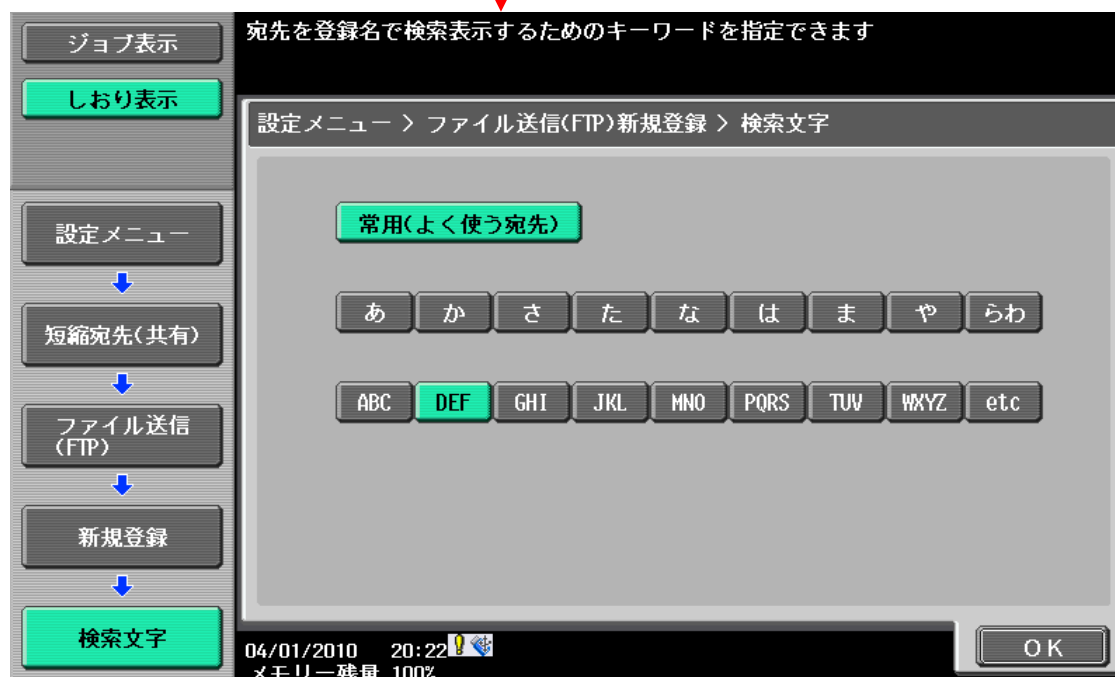 ジョブ表示
しおり表示
設定メニュー
短縮宛先(共有)
ファイル送信
(FTP)
新規登録
検索文字
宛先を登録名で検索表示するためのキーワードを指定できます
設定メニュー > ファイル送信(FTP)新規登録 > 検索文字
常用(よく使う宛先)
あ か さ た な は ま や らわ
ABC DEF GHI JKL MNO PQRS TUV WXYZ etc
04/01/2010 20:22
メモリー残量 100%
OK